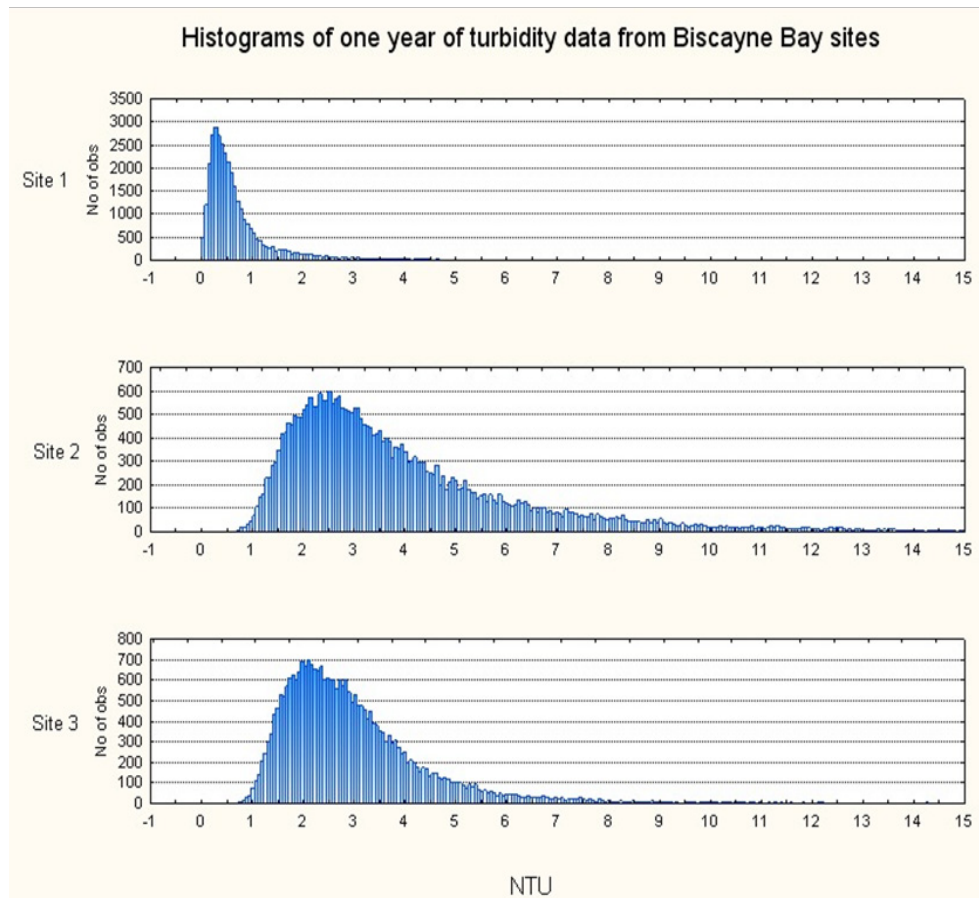 Histograms of one year of turbidity data from Biscayne Bay sites
3500
3000
2500
2000
1500
1000
500
0
No of obs
Site 1
-1 0 1 2 3 4 5 6 7 8 9 10 11 12 13 14 15
700
600
500
400
300
200
100
0
No of obs
Site 2
-1 0 1 2 3 4 5 6 7 8 9 10 11 12 13 14 15
800
700
600
500
400
300
200
100
0
No of obs
Site 3
-1 0 1 2 3 4 5 6 7 8 9 10 11 12 13 14 15
NTU